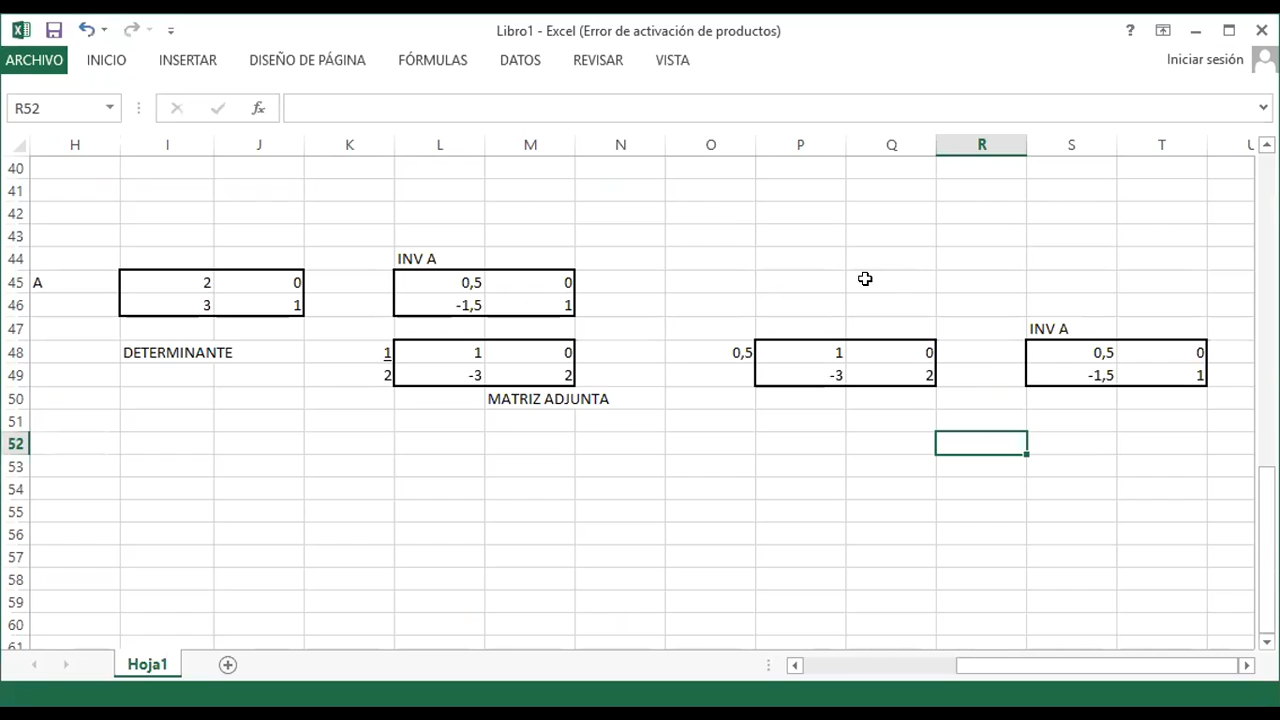 Libro1 - Excel (Error de activación de productos)
?
ARCHIVO INICIO INSERTAR DISEÑO DE PÁGINA FÓRMULAS DATOS REVISAR VISTA Iniciar sesión
R52 fx
H I J K L M N O P Q R S T U
40
41
42
43
44 INV A
45 A 2 0 0,5 0
46 3 1 -1,5 1
47 INV A
48 DETERMINANTE 1 1 0 0,5 1 0 0,5 0
49 2 -3 2 -3 2 -1,5 1
50 MATRIZ ADJUNTA
51
52
53
54
55
56
57
58
59
60
61
Hoja1